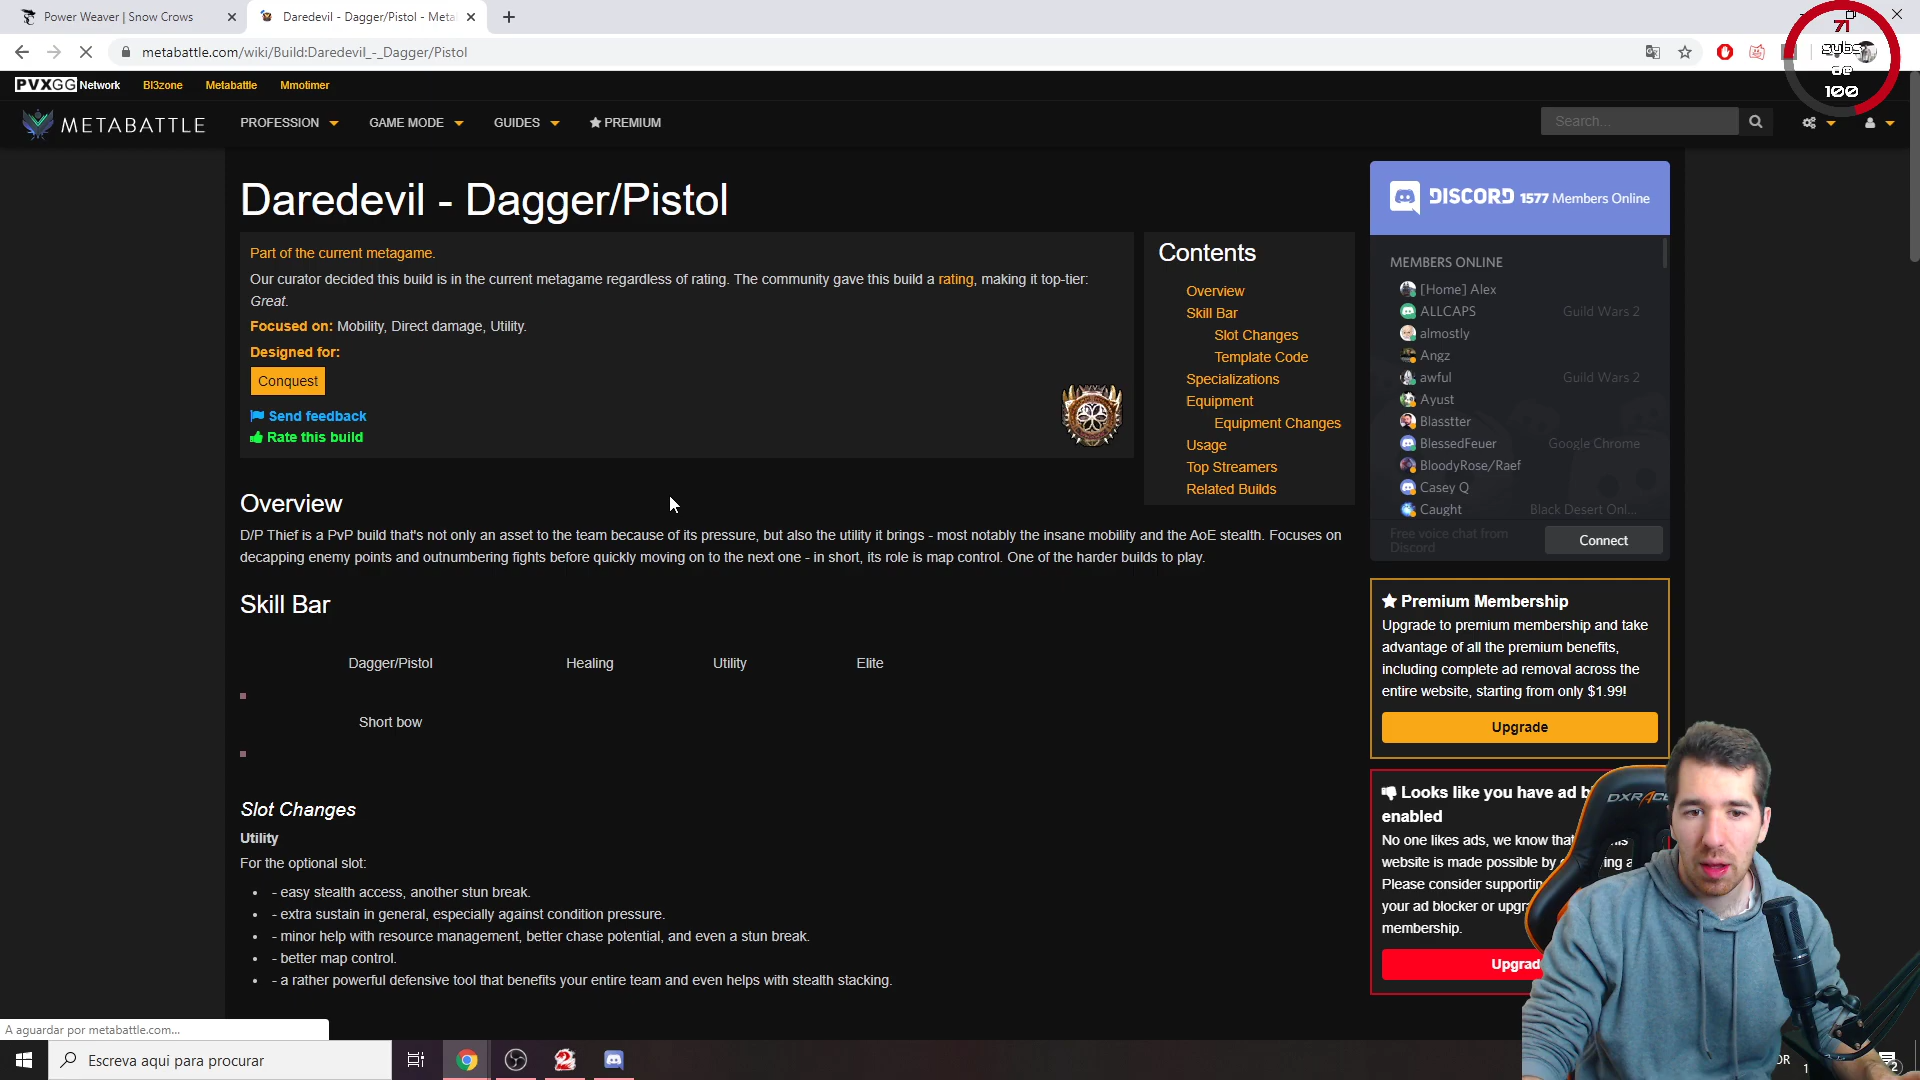 Power Weaver | Snow Crows
Daredevil - Dagger/Pistol - Meta
metabattle.com/wiki/Build:Daredevil_-_Dagger/Pistol
71
subs
de
100
PVXGG Network
Bl3zone
Metabattle
Mmotimer
METABATTLE
PROFESSION
GAME MODE
GUIDES
PREMIUM
Search...
Daredevil - Dagger/Pistol
Part of the current metagame.
Our curator decided this build is in the current metagame regardless of rating. The community gave this build a rating, making it top-tier:
Great.
Focused on: Mobility, Direct damage, Utility.
Designed for:
Conquest
Send feedback
Rate this build
Contents
Overview
Skill Bar
Slot Changes
Template Code
Specializations
Equipment
Equipment Changes
Usage
Top Streamers
Related Builds
Overview
D/P Thief is a PvP build that's not only an asset to the team because of its pressure, but also the utility it brings - most notably the insane mobility and the AoE stealth. Focuses on
decapping enemy points and outnumbering fights before quickly moving on to the next one - in short, its role is map control. One of the harder builds to play.
Skill Bar
Dagger/Pistol
Healing
Utility
Elite
Short bow
Slot Changes
Utility
For the optional slot:
• - easy stealth access, another stun break.
• - extra sustain in general, especially against condition pressure.
• - minor help with resource management, better chase potential, and even a stun break.
• - better map control.
• - a rather powerful defensive tool that benefits your entire team and even helps with stealth stacking.
DISCORD 1577 Members Online
MEMBERS ONLINE
[Home] Alex
ALLCAPS Guild Wars 2
almostly
Angz
awful Guild Wars 2
Ayust
Blasstter
BlessedFeuer Google Chrome
BloodyRose/Raef
Casey Q
Caught Black Desert Onl...
Free voice chat from
Discord
Connect
Premium Membership
Upgrade to premium membership and take
advantage of all the premium benefits,
including complete ad removal across the
entire website, starting from only $1.99!
Upgrade
Looks like you have ad b
enabled
No one likes ads, we know that
website is made possible by
Please consider supportin
your ad blocker or upgr
membership.
Upgrad
DXRACE
A aguardar por metabattle.com...
Escreva aqui para procurar
2